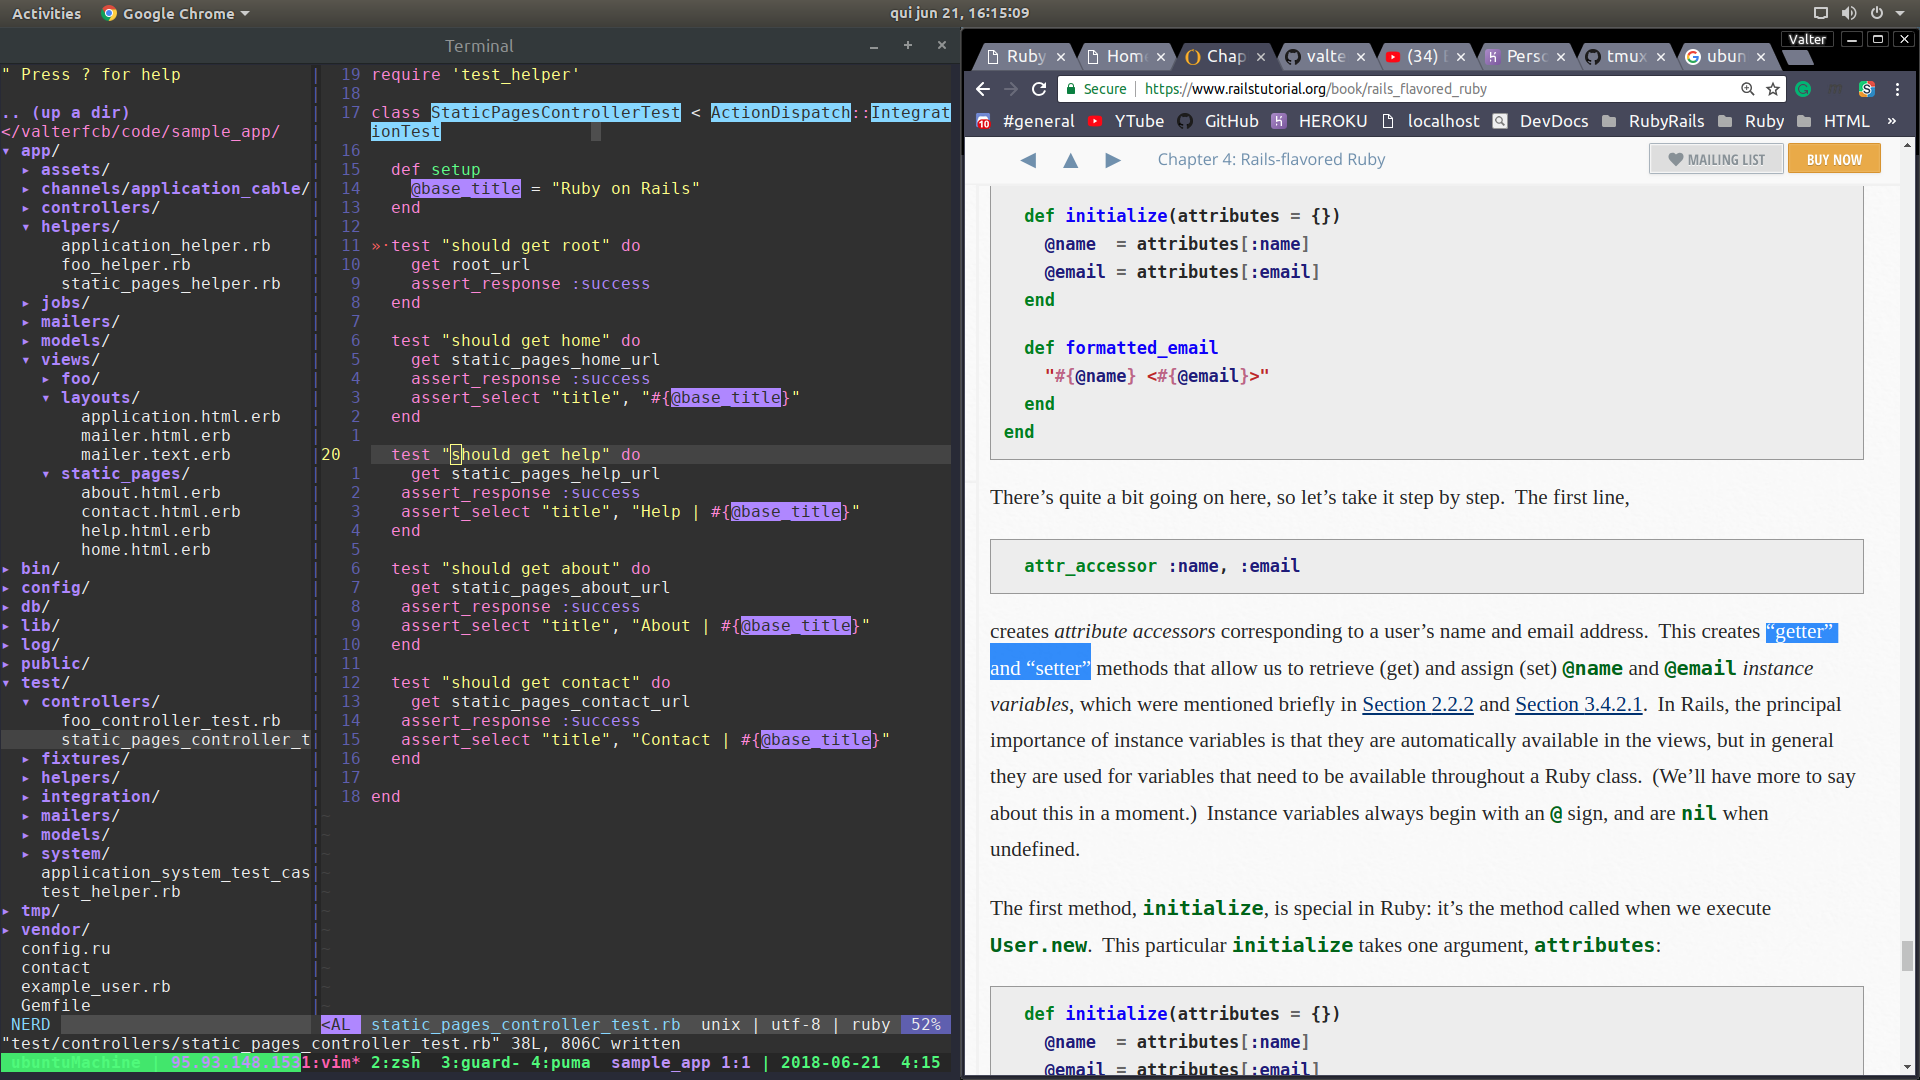 Activities Google Chrome qui jun 21, 16:15:09
Terminal
" Press ? for help
.. (up a dir)
</valterfcb/code/sample_app/
▾ app/
▸ assets/
▸ channels/application_cable/
▸ controllers/
▾ helpers/
application_helper.rb
foo_helper.rb
static_pages_helper.rb
▸ jobs/
▸ mailers/
▸ models/
▾ views/
▸ foo/
▾ layouts/
application.html.erb
mailer.html.erb
mailer.text.erb
▾ static_pages/
about.html.erb
contact.html.erb
help.html.erb
home.html.erb
▸ bin/
▸ config/
▸ db/
▸ lib/
▸ log/
▸ public/
▾ test/
▾ controllers/
foo_controller_test.rb
static_pages_controller_t
▸ fixtures/
▸ helpers/
▸ integration/
▸ mailers/
▸ models/
▸ system/
application_system_test_cas
test_helper.rb
▸ tmp/
▸ vendor/
config.ru
contact
example_user.rb
Gemfile
NERD
19 require 'test_helper'
18
17 class StaticPagesControllerTest < ActionDispatch::Integrat
ionTest
16
15 def setup
14 @base_title = "Ruby on Rails"
13 end
12
11 »·test "should get root" do
10 get root_url
9 assert_response :success
8 end
7
6 test "should get home" do
5 get static_pages_home_url
4 assert_response :success
3 assert_select "title", "#{@base_title}"
2 end
1
20 test "should get help" do
1 get static_pages_help_url
2 assert_response :success
3 assert_select "title", "Help | #{@base_title}"
4 end
5
6 test "should get about" do
7 get static_pages_about_url
8 assert_response :success
9 assert_select "title", "About | #{@base_title}"
10 end
11
12 test "should get contact" do
13 get static_pages_contact_url
14 assert_response :success
15 assert_select "title", "Contact | #{@base_title}"
16 end
17
18 end
<AL static_pages_controller_test.rb unix | utf-8 | ruby 52%
"test/controllers/static_pages_controller_test.rb" 38L, 806C written
ubuntuMachine | 1:vim* 2:zsh 3:guard- 4:puma sample_app 1:1 | 2018-06-21 4:15
Valter
Ruby Hom Chap valte (34) Pers tmux ubun
Secure https://www.railstutorial.org/book/rails_flavored_ruby
#general YTube GitHub HEROKU localhost DevDocs RubyRails Ruby HTML »
Chapter 4: Rails-flavored Ruby MAILING LIST BUY NOW
def initialize(attributes = {})
@name = attributes[:name]
@email = attributes[:email]
end
def formatted_email
"#{@name} <#{@email}>"
end
end
There’s quite a bit going on here, so let’s take it step by step. The first line,
attr_accessor :name, :email
creates attribute accessors corresponding to a user’s name and email address. This creates “getter”
and “setter” methods that allow us to retrieve (get) and assign (set) @name and @email instance
variables, which were mentioned briefly in Section 2.2.2 and Section 3.4.2.1. In Rails, the principal
importance of instance variables is that they are automatically available in the views, but in general
they are used for variables that need to be available throughout a Ruby class. (We’ll have more to say
about this in a moment.) Instance variables always begin with an @ sign, and are nil when
undefined.
The first method, initialize, is special in Ruby: it’s the method called when we execute
User.new. This particular initialize takes one argument, attributes:
def initialize(attributes = {})
@name = attributes[:name]
@email = attributes[:email]